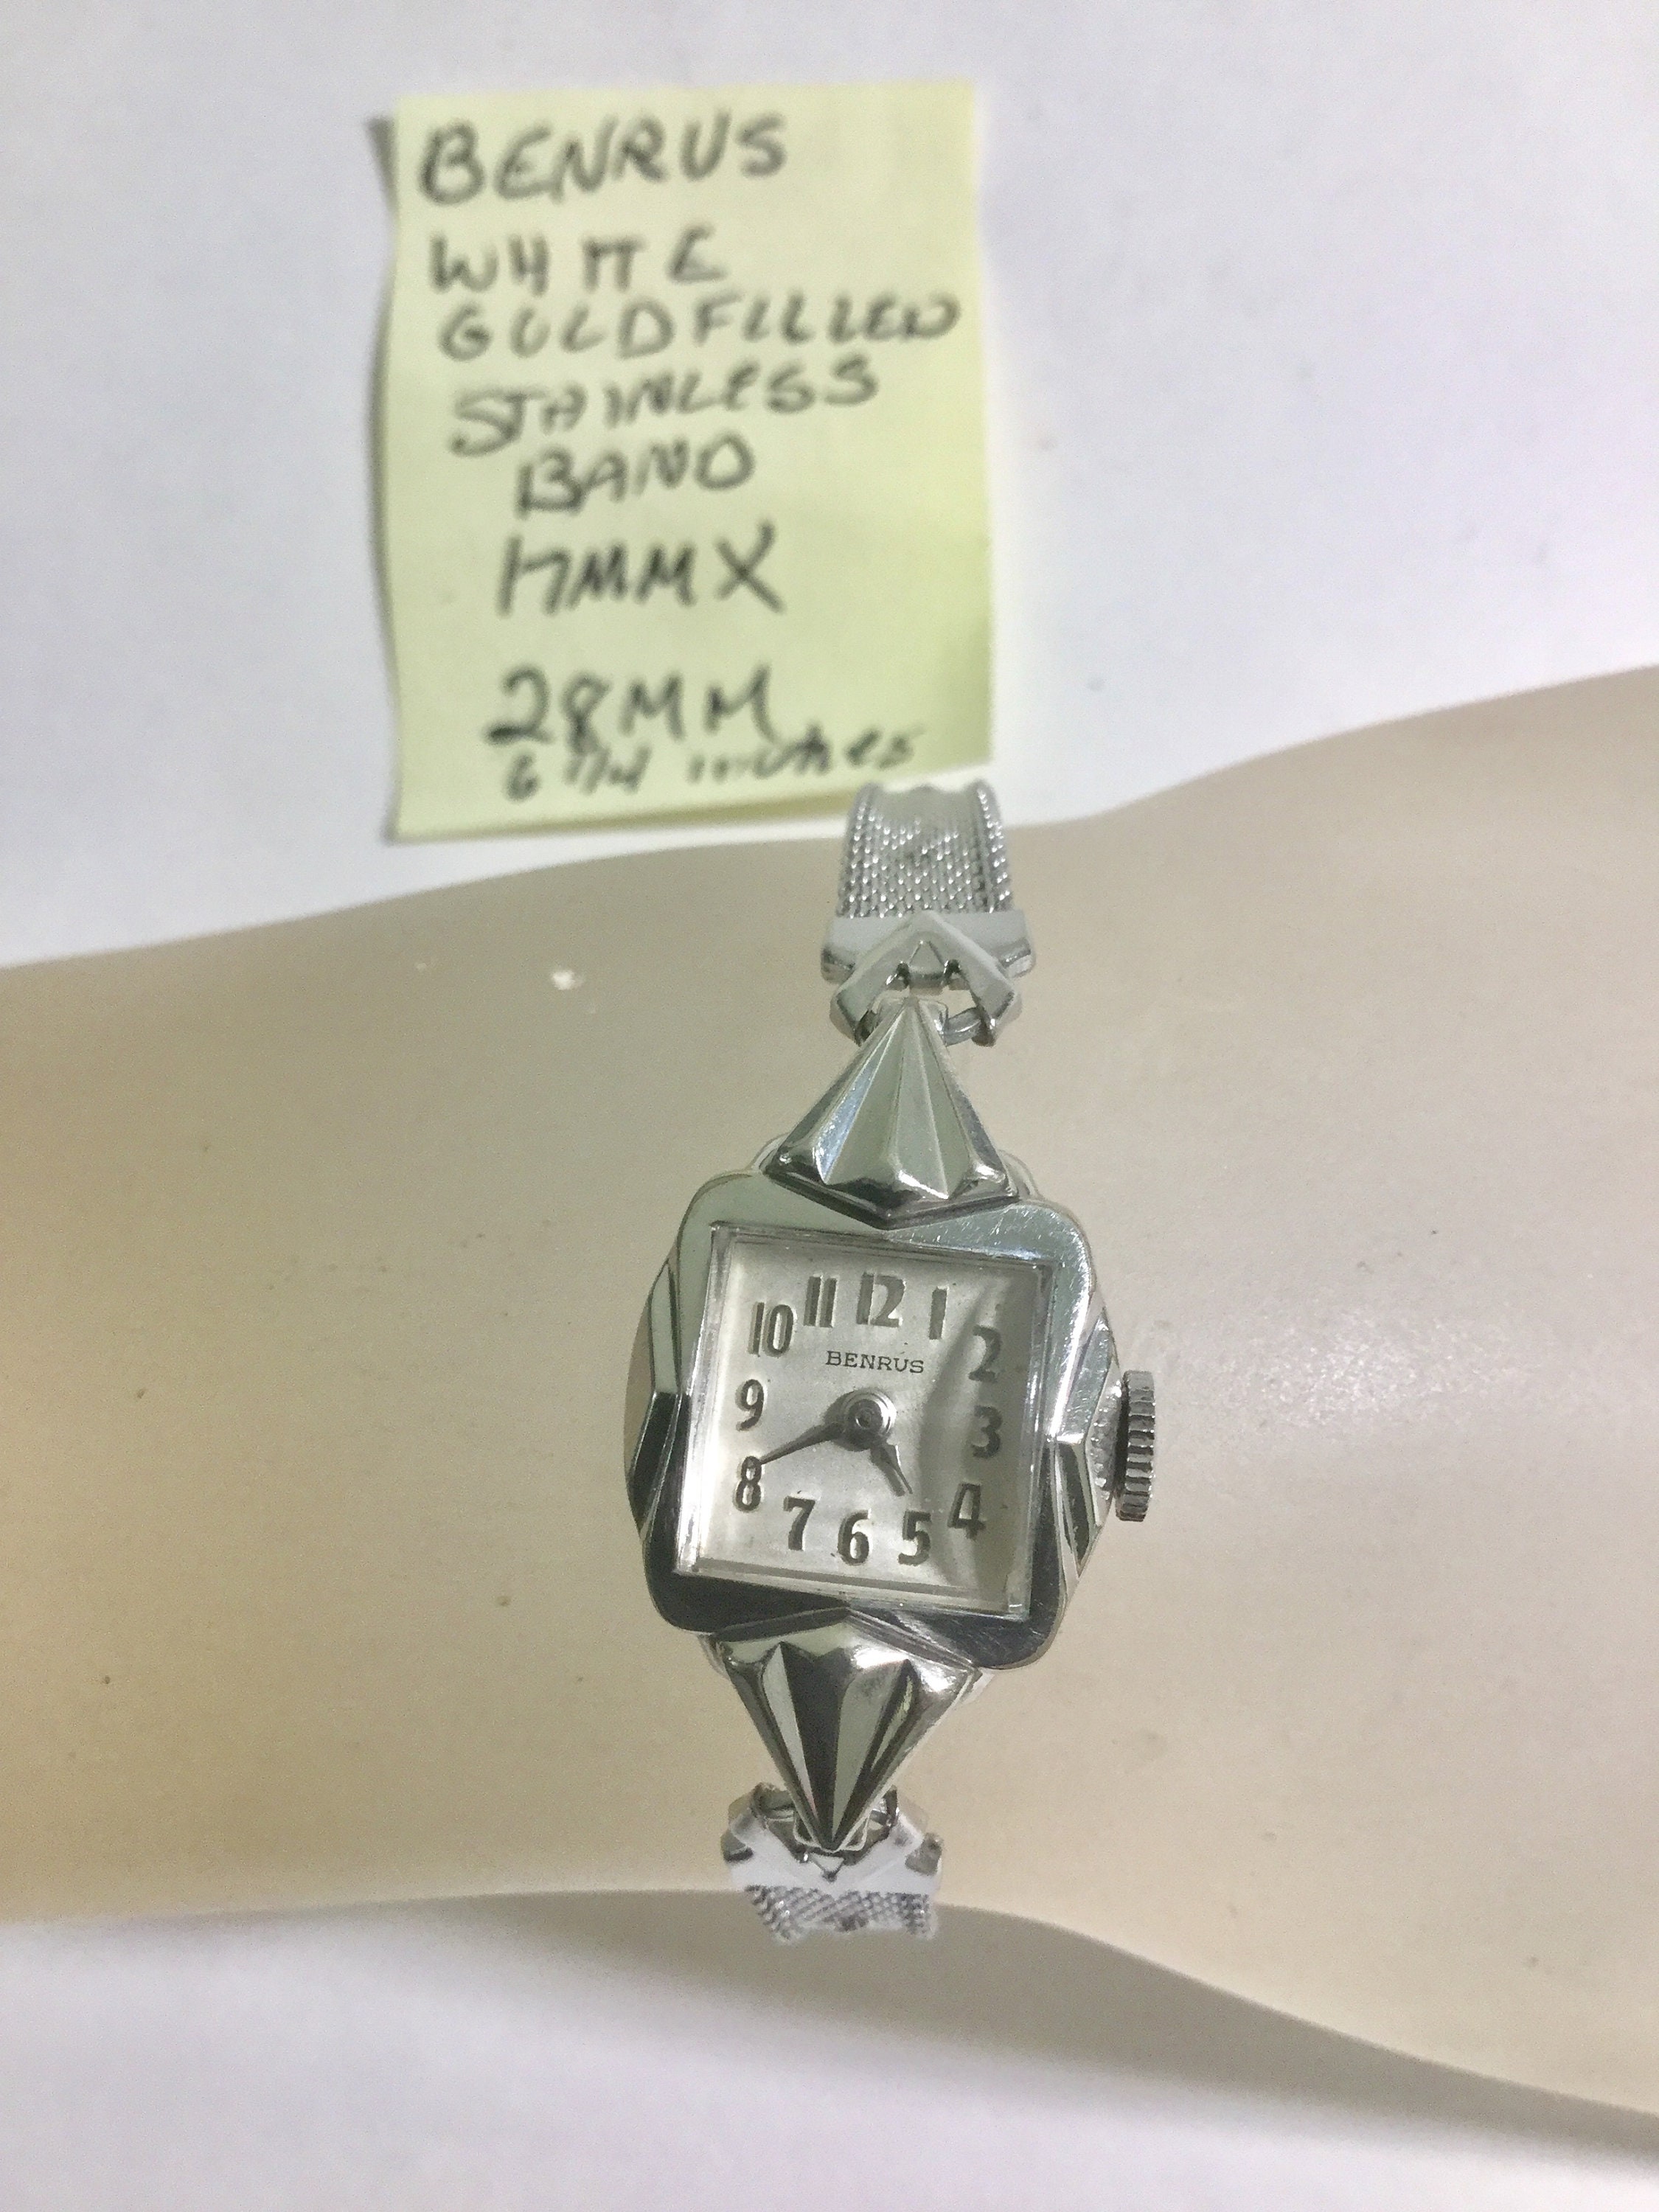 BENRUS
WHITE
GOLDFILLED
STAINLESS
BAND
17MM X
28MM
6 1/4 inches
11 12 1
10 2
BENRUS
9 3
8 4
7 6 5